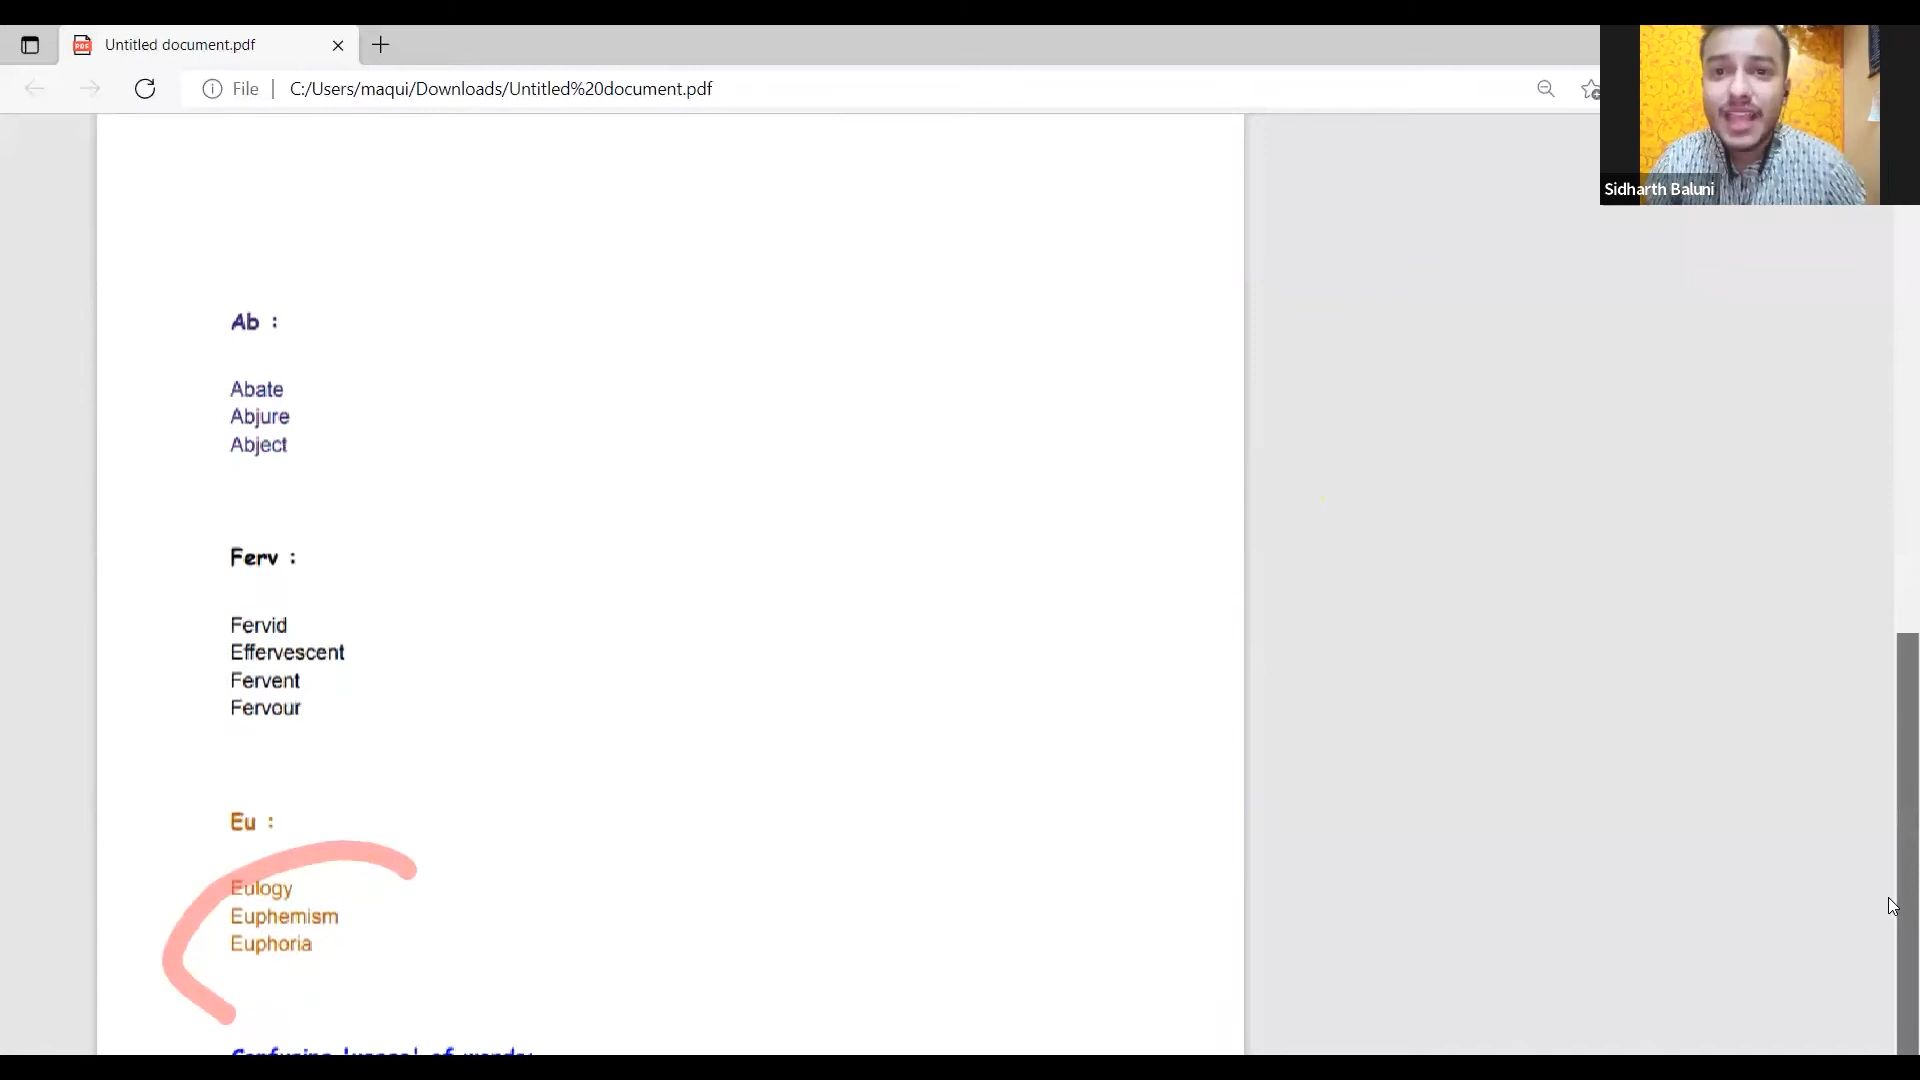 Untitled document.pdf
File
C:/Users/maqui/Downloads/Untitled%20document.pdf
Sidharth Baluni
Ab :
Abate
Abjure
Abject
Ferv :
Fervid
Effervescent
Fervent
Fervour
Eu :
Eulogy
Euphemism
Euphoria